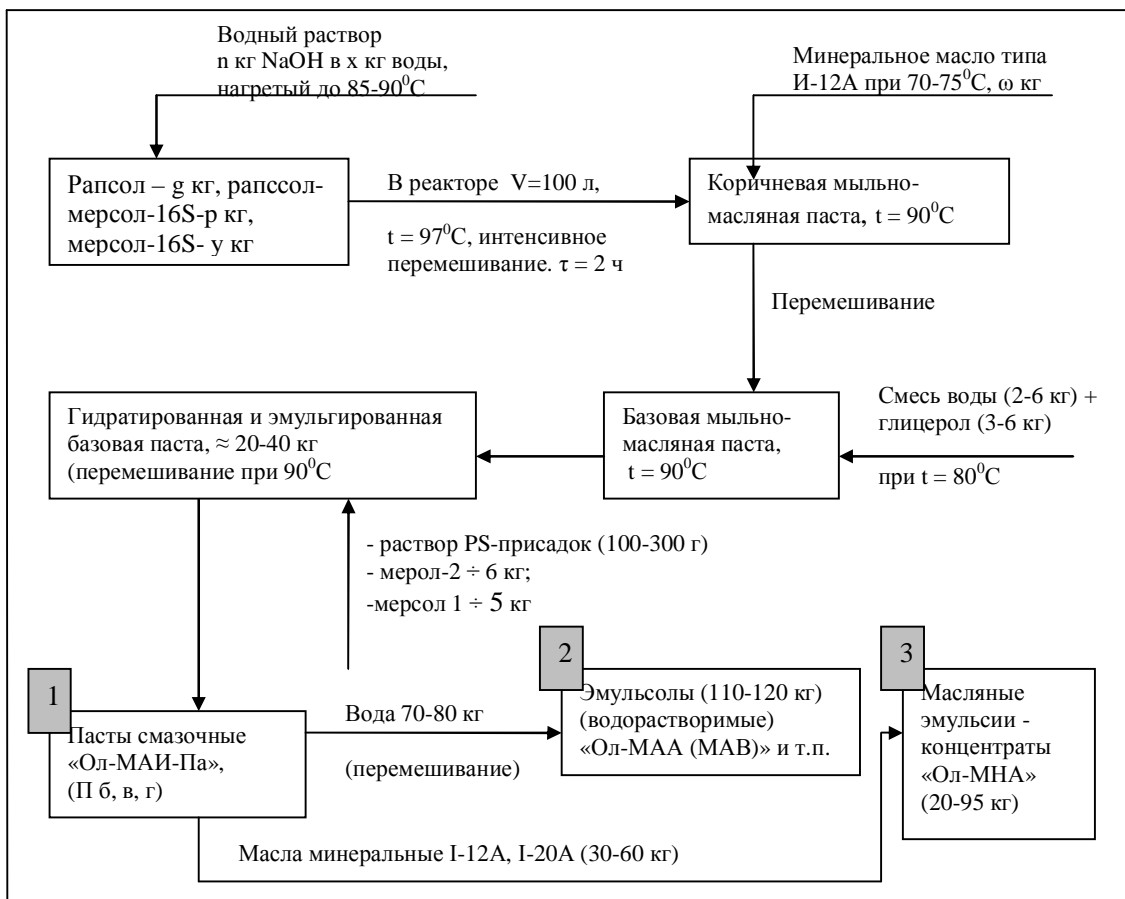 Водный раствор
n кг NaOH в x кг воды,
нагретый до 85-90⁰С
Минеральное масло типа
И-12А при 70-75⁰С, ω кг
Рапсол – g кг, рапссол-
мерсол-16S-р кг,
мерсол-16S- у кг
В реакторе V=100 л,
t = 97⁰С, интенсивное
перемешивание. τ = 2 ч
Коричневая мыльно-
масляная паста, t = 90⁰С
Перемешивание
Гидратированная и эмульгированная
базовая паста, ≈ 20-40 кг
(перемешивание при 90⁰С
Базовая мыльно-
масляная паста,
t = 90⁰С
Смесь воды (2-6 кг) +
глицерол (3-6 кг)
при t = 80⁰С
- раствор PS-присадок (100-300 г)
- мерол-2 ÷ 6 кг;
-мерсол 1 ÷ 5 кг
1
Пасты смазочные
«Ол-МАИ-Па»,
(П б, в, г)
Вода 70-80 кг
(перемешивание)
2
Эмульсолы (110-120 кг)
(водорастворимые)
«Ол-МАА (МАВ)» и т.п.
3
Масляные
эмульсии -
концентраты
«Ол-МНА»
(20-95 кг)
Масла минеральные I-12А, I-20А (30-60 кг)